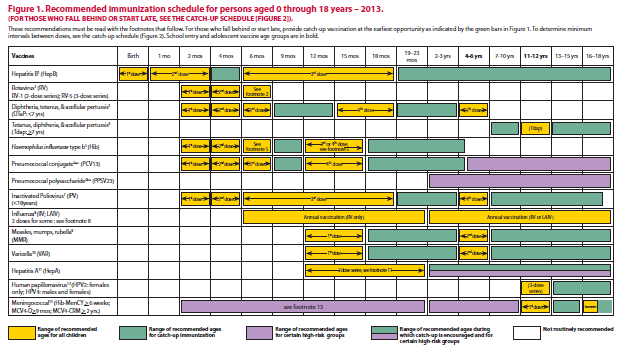 Figure 1. Recommended immunization schedule for persons aged 0 through 18 years – 2013.
(FOR THOSE WHO FALL BEHIND OR START LATE, SEE THE CATCH-UP SCHEDULE [FIGURE 2]).
These recommendations must be read with the footnotes that follow. For those who fall behind or start late, provide catch-up vaccination at the earliest opportunity as indicated by the green bars in Figure 1. To determine minimum
intervals between doses, see the catch-up schedule (Figure 2). School entry and adolescent vaccine age groups are in bold.
Vaccines Birth 1 mo 2 mos 4 mos 6 mos 9 mos 12 mos 15 mos 18 mos 19–23 mos 2-3 yrs 4-6 yrs 7-10 yrs 11-12 yrs 13–15 yrs 16–18 yrs
Hepatitis B¹ (HepB) 1st dose 2nd dose 3rd dose
Rotavirus² (RV)
RV-1 (2-dose series); RV-5 (3-dose series) 1st dose 2nd dose See footnote 2
Diphtheria, tetanus, & acellular pertussis³
(DTaP: <7 yrs) 1st dose 2nd dose 3rd dose 4th dose 5th dose
Tetanus, diphtheria, & acellular pertussis⁴
(Tdap: ≥7 yrs) (Tdap)
Haemophilus influenzae type b⁵ (Hib) 1st dose 2nd dose See footnote 5 3rd or 4th dose, see footnote 5
Pneumococcal conjugate (PCV13) 1st dose 2nd dose 3rd dose 4th dose
Pneumococcal polysaccharide (PPSV23)
Inactivated Poliovirus⁷ (IPV)
(<18years) 1st dose 2nd dose 3rd dose 4th dose
Influenza⁸ (IIV; LAIV)
2 doses for some : see footnote 8 Annual vaccination (IIV only) Annual vaccination (IIV or LAIV)
Measles, mumps, rubella⁹
(MMR) 1st dose 2nd dose
Varicella¹⁰ (VAR) 1st dose 2nd dose
Hepatitis A¹¹ (HepA) 2 dose series, see footnote 11
Human papillomavirus¹² (HPV2: females
only; HPV4: males and females) (3-dose series)
Meningococcal¹³ (Hib-MenCY ≥ 6 weeks;
MCV4-D≥9 mos; MCV4-CRM ≥ 2 yrs.) see footnote 13 1st dose
Range of recommended ages for all children
Range of recommended ages for catch-up immunization
Range of recommended ages for certain high-risk groups
Range of recommended ages during which catch-up is encouraged and for certain high-risk groups
Not routinely recommended